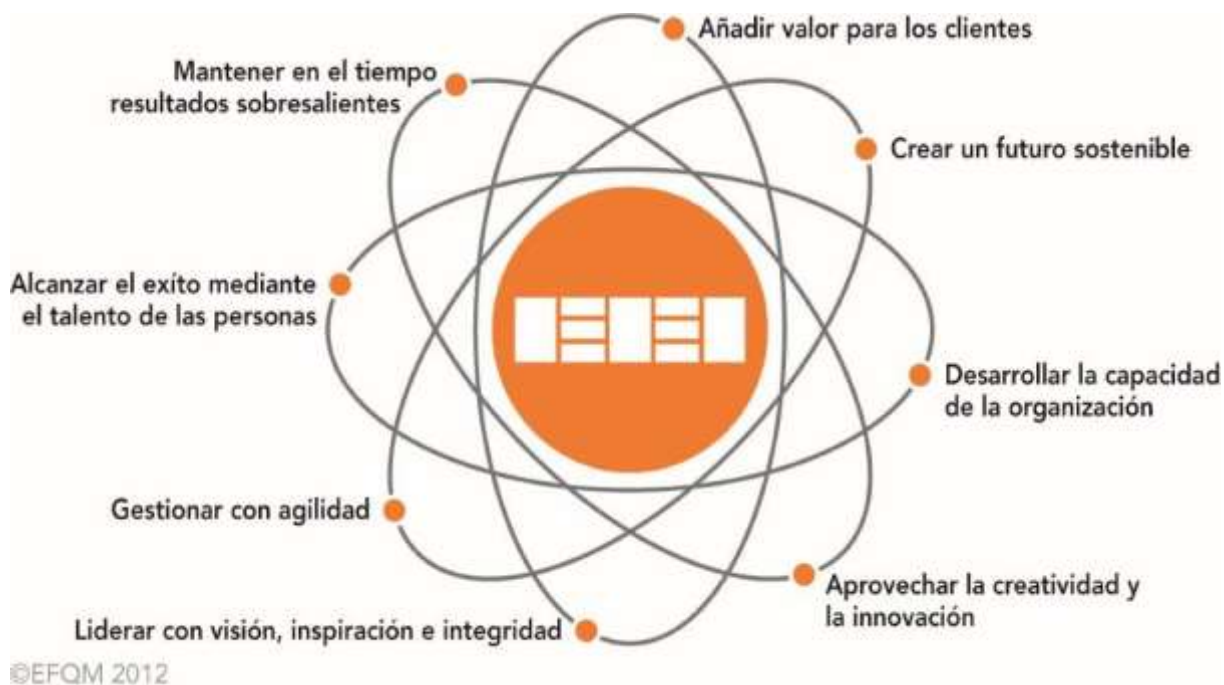 Añadir valor para los clientes
Mantener en el tiempo
resultados sobresalientes
Crear un futuro sostenible
Alcanzar el exíto mediante
el talento de las personas
Desarrollar la capacidad
de la organización
Gestionar con agilidad
Aprovechar la creatividad y
la innovación
Liderar con visión, inspiración e integridad
©EFQM 2012